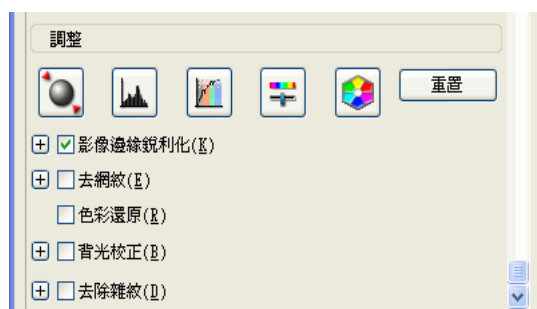 調整
重置
影像邊緣銳利化(K)
去網紋(E)
色彩還原(R)
背光校正(B)
去除雜紋(D)